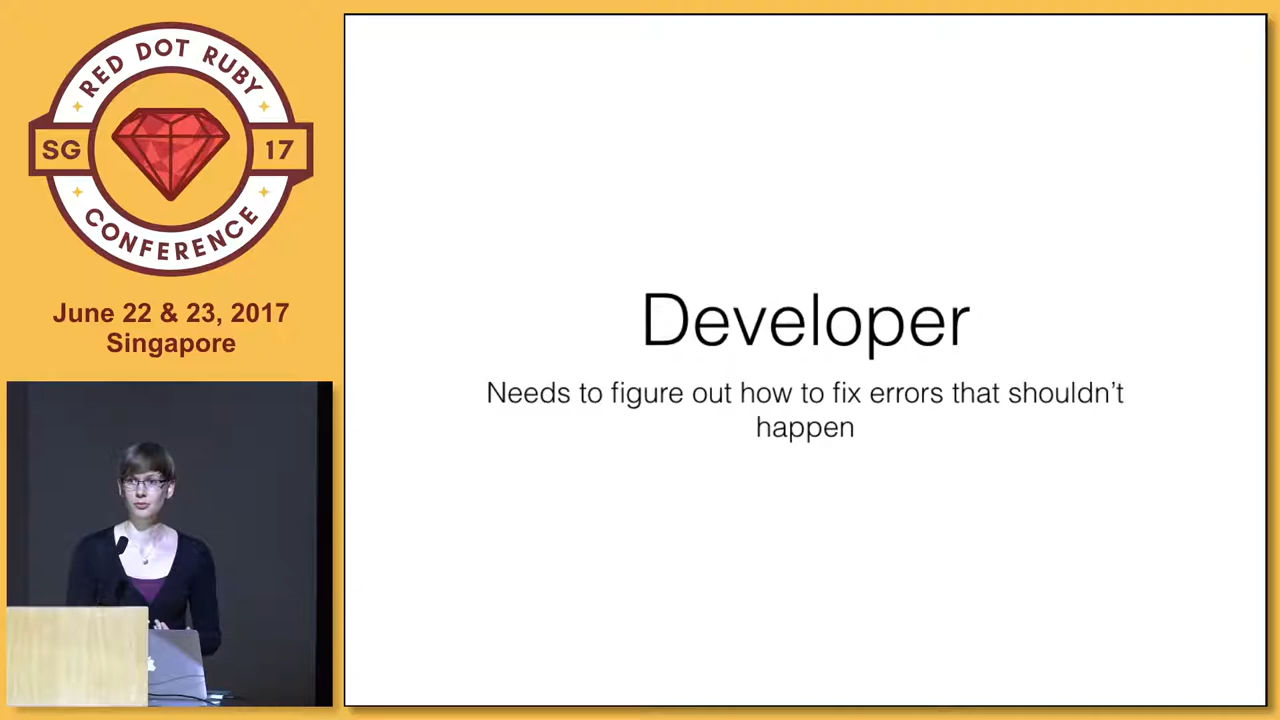 RED DOT RUBY
SG 17
CONFERENCE
June 22 & 23, 2017
Singapore
Developer
Needs to figure out how to fix errors that shouldn't
happen